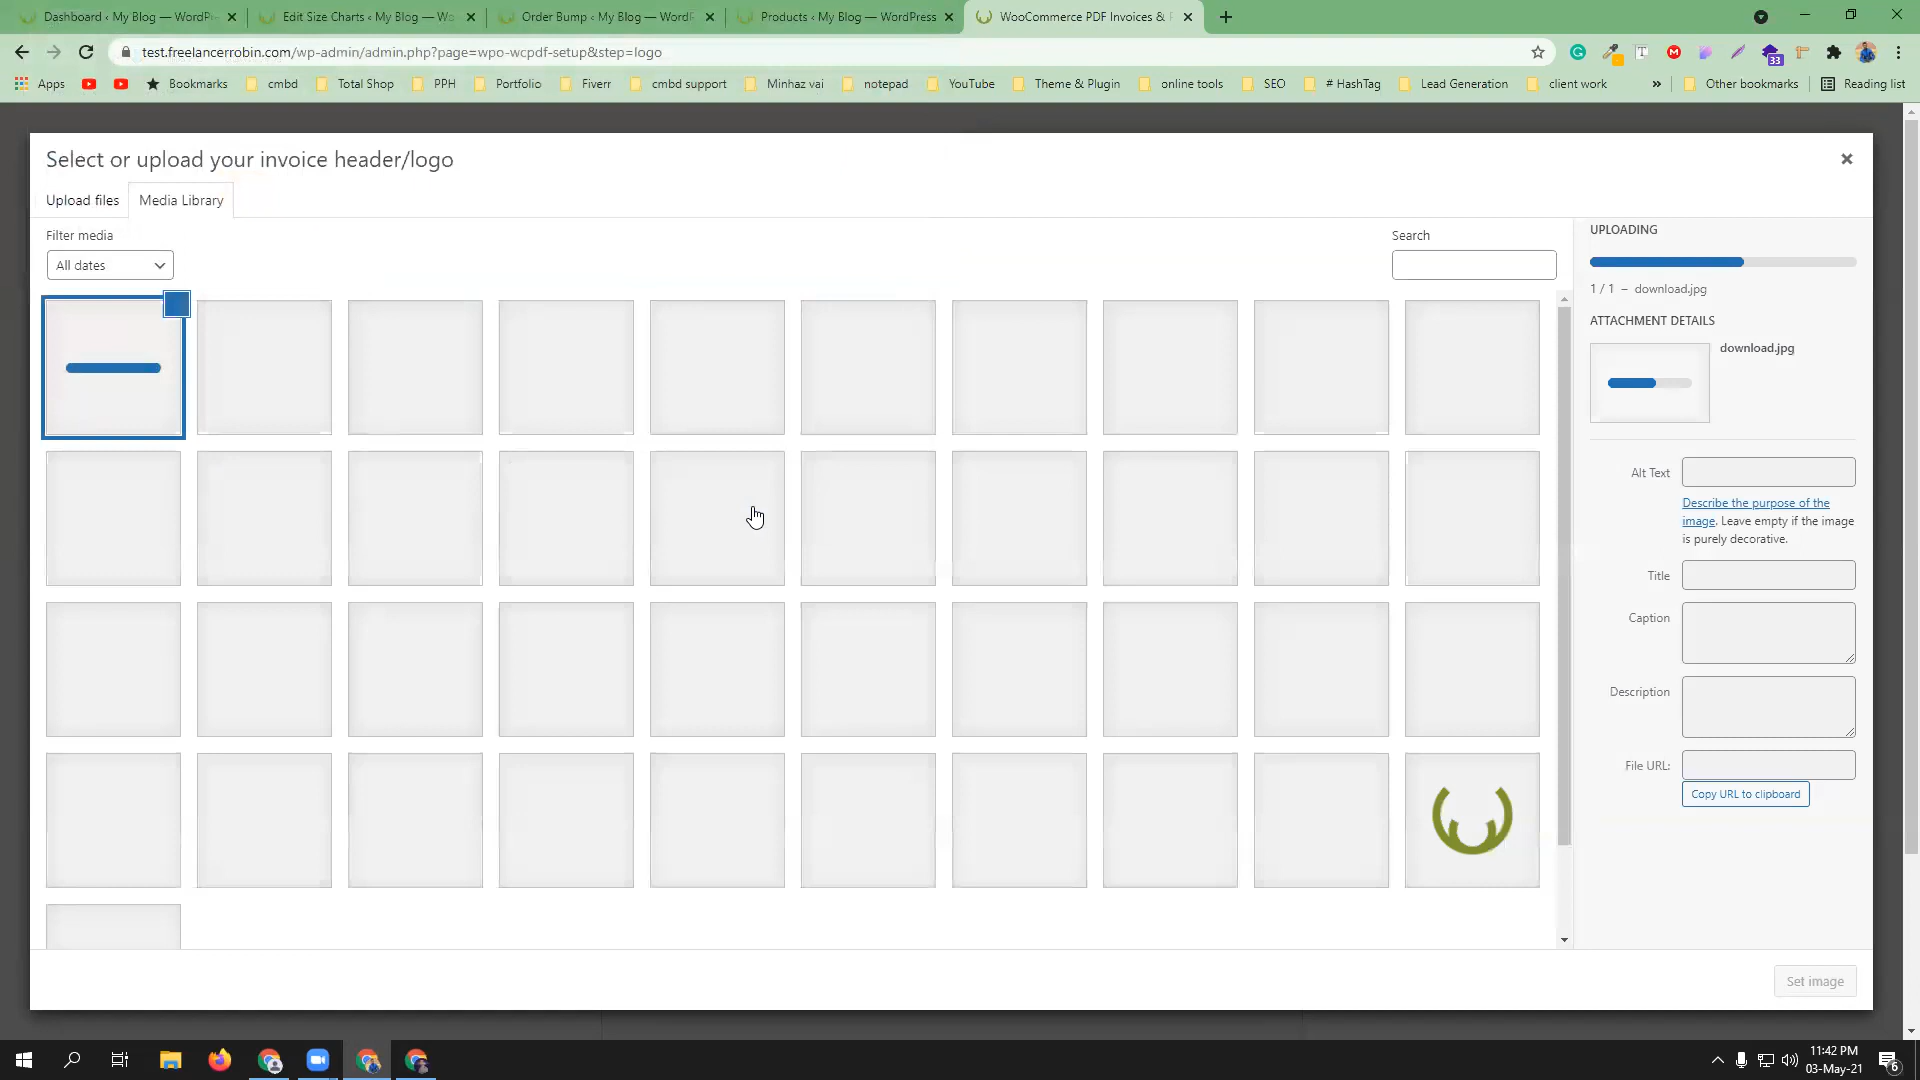 Dashboard ‹ My Blog — WordPr
Edit Size Charts ‹ My Blog — Wo
Order Bump ‹ My Blog — WordP
Products ‹ My Blog — WordPress
WooCommerce PDF Invoices &
test.freelancerrobin.com/wp-admin/admin.php?page=wpo-wcpdf-setup&step=logo
33
Apps
Bookmarks
cmbd
Total Shop
PPH
Portfolio
Fiverr
cmbd support
Minhaz vai
notepad
YouTube
Theme & Plugin
online tools
SEO
# HashTag
Lead Generation
client work
»
Other bookmarks
Reading list
Select or upload your invoice header/logo
Upload files
Media Library
Filter media
All dates
Search
UPLOADING
1 / 1 – download.jpg
ATTACHMENT DETAILS
download.jpg
Alt Text
Describe the purpose of the
image. Leave empty if the image
is purely decorative.
Title
Caption
Description
File URL:
Copy URL to clipboard
Set image
11:42 PM
03-May-21
6